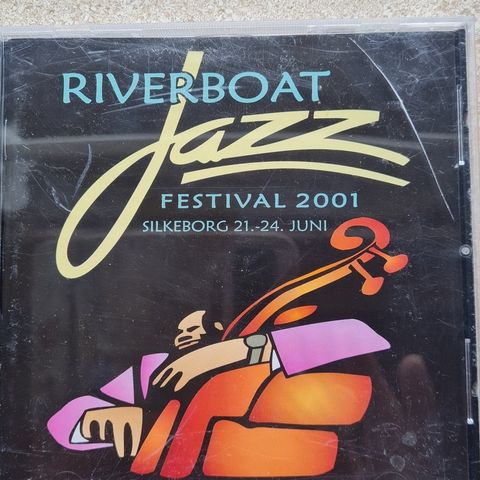 RIVERBOAT
Jazz
FESTIVAL 2001
SILKEBORG 21.-24. JUNI